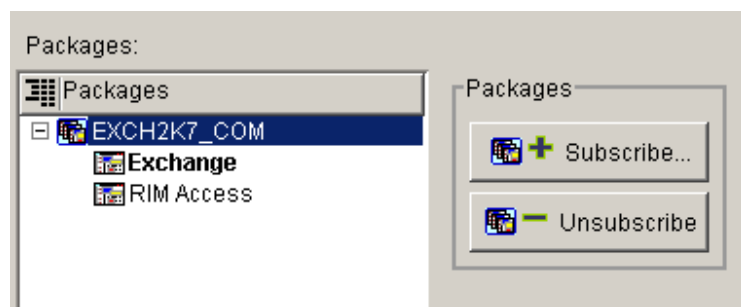 Packages:
Packages
EXCH2K7_COM
Exchange
RIM Access
Packages
Subscribe...
Unsubscribe